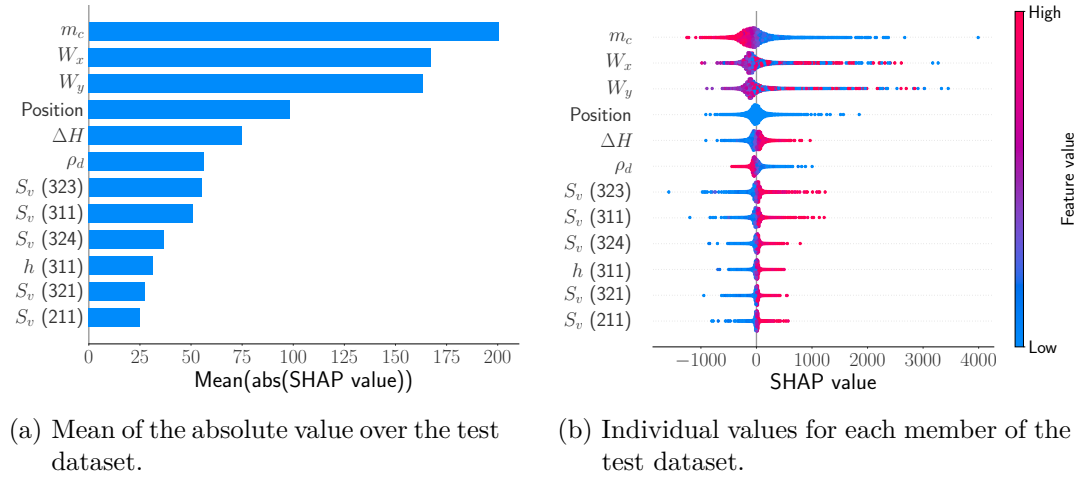 m_c
W_x
W_y
Position
ΔH
ρ_d
S_v (323)
S_v (311)
S_v (324)
h (311)
S_v (321)
S_v (211)
0 25 50 75 100 125 150 175 200
Mean(abs(SHAP value))
(a) Mean of the absolute value over the test
dataset.
m_c
W_x
W_y
Position
ΔH
ρ_d
S_v (323)
S_v (311)
S_v (324)
h (311)
S_v (321)
S_v (211)
−1000 0 1000 2000 3000 4000
SHAP value
High
Feature value
Low
(b) Individual values for each member of the
test dataset.